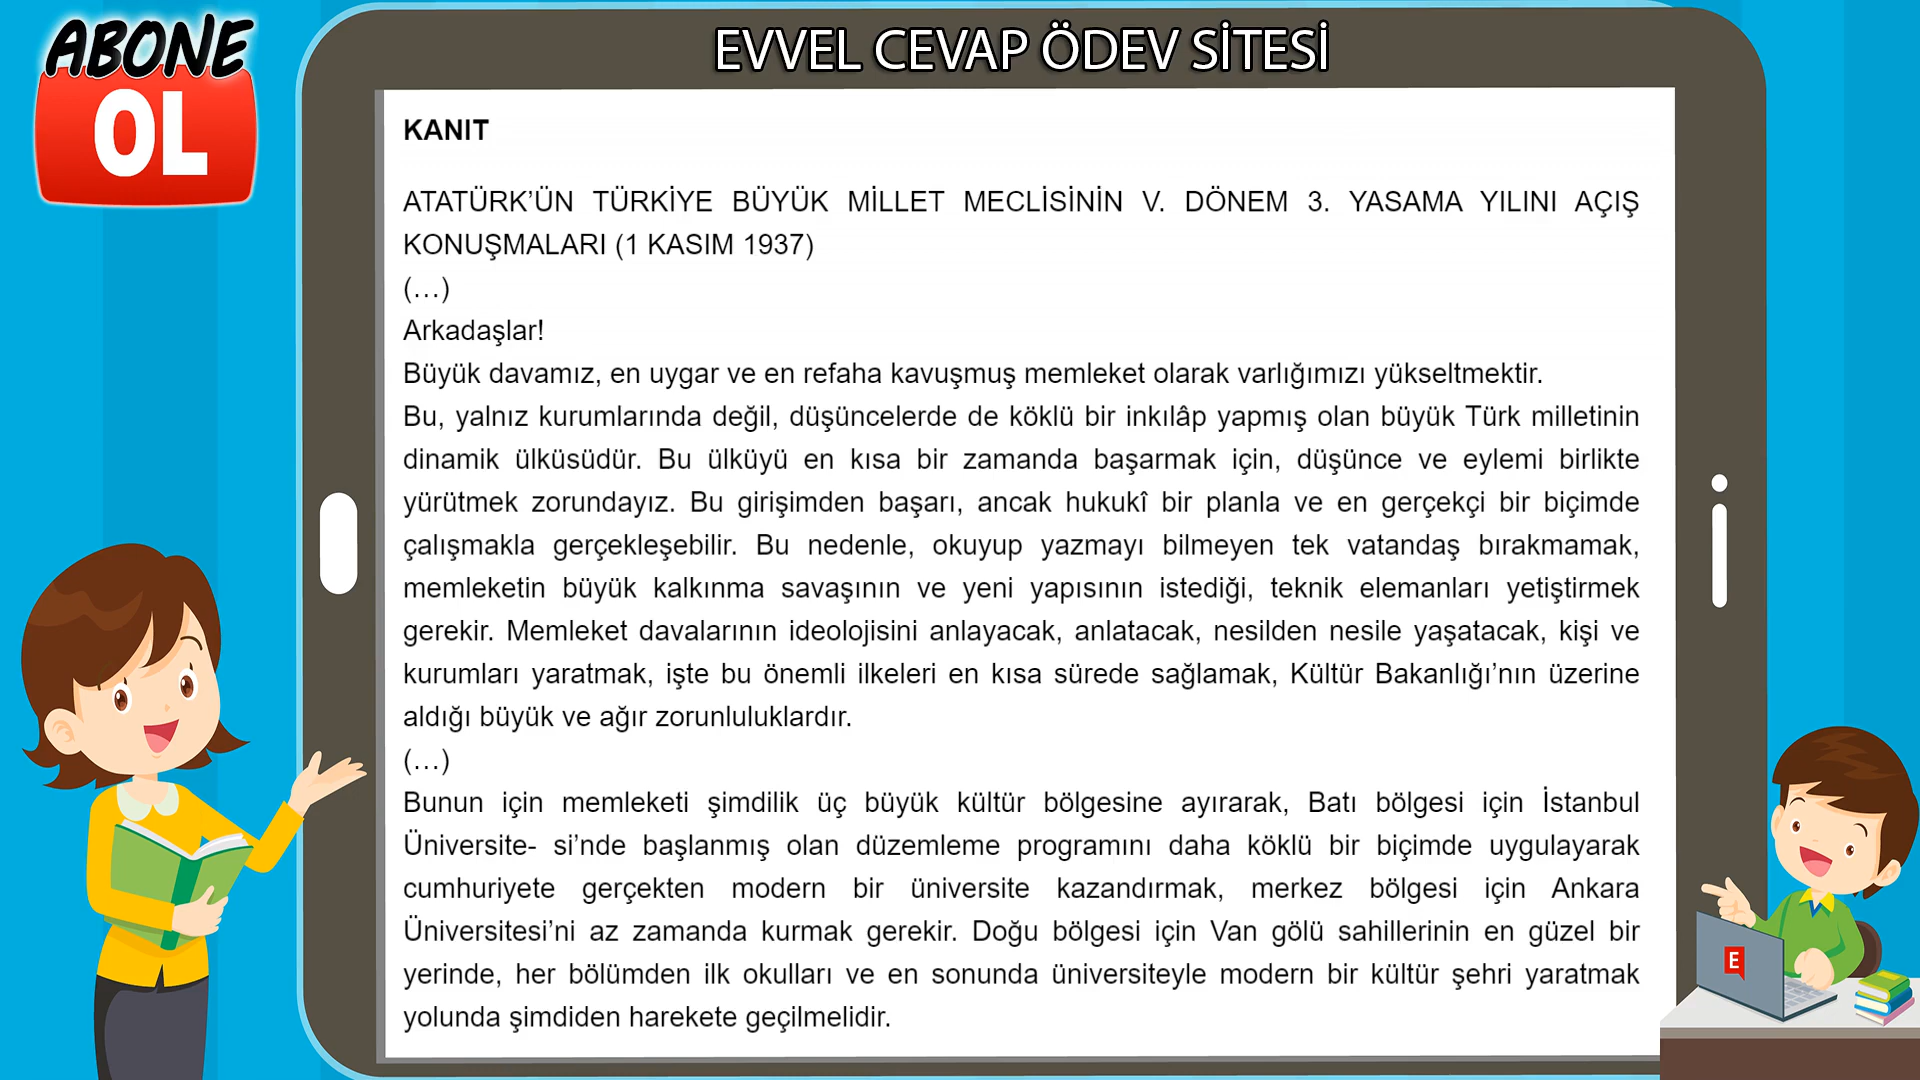 ABONE
OL
EVVEL CEVAP ÖDEV SİTESİ
KANIT
ATATÜRK’ÜN TÜRKİYE BÜYÜK MİLLET MECLİSİNİN V. DÖNEM 3. YASAMA YILINI AÇIŞ
KONUŞMALARI (1 KASIM 1937)
(…)
Arkadaşlar!
Büyük davamız, en uygar ve en refaha kavuşmuş memleket olarak varlığımızı yükseltmektir.
Bu, yalnız kurumlarında değil, düşüncelerde de köklü bir inkılâp yapmış olan büyük Türk milletinin
dinamik ülküsüdür. Bu ülküyü en kısa bir zamanda başarmak için, düşünce ve eylemi birlikte
yürütmek zorundayız. Bu girişimden başarı, ancak hukukî bir planla ve en gerçekçi bir biçimde
çalışmakla gerçekleşebilir. Bu nedenle, okuyup yazmayı bilmeyen tek vatandaş bırakmamak,
memleketin büyük kalkınma savaşının ve yeni yapısının istediği, teknik elemanları yetiştirmek
gerekir. Memleket davalarının ideolojisini anlayacak, anlatacak, nesilden nesile yaşatacak, kişi ve
kurumları yaratmak, işte bu önemli ilkeleri en kısa sürede sağlamak, Kültür Bakanlığı’nın üzerine
aldığı büyük ve ağır zorunluluklardır.
(…)
Bunun için memleketi şimdilik üç büyük kültür bölgesine ayırarak, Batı bölgesi için İstanbul
Üniversite- si’nde başlanmış olan düzemleme programını daha köklü bir biçimde uygulayarak
cumhuriyete gerçekten modern bir üniversite kazandırmak, merkez bölgesi için Ankara
Üniversitesi’ni az zamanda kurmak gerekir. Doğu bölgesi için Van gölü sahillerinin en güzel bir
yerinde, her bölümden ilk okulları ve en sonunda üniversiteyle modern bir kültür şehri yaratmak
yolunda şimdiden harekete geçilmelidir.
E